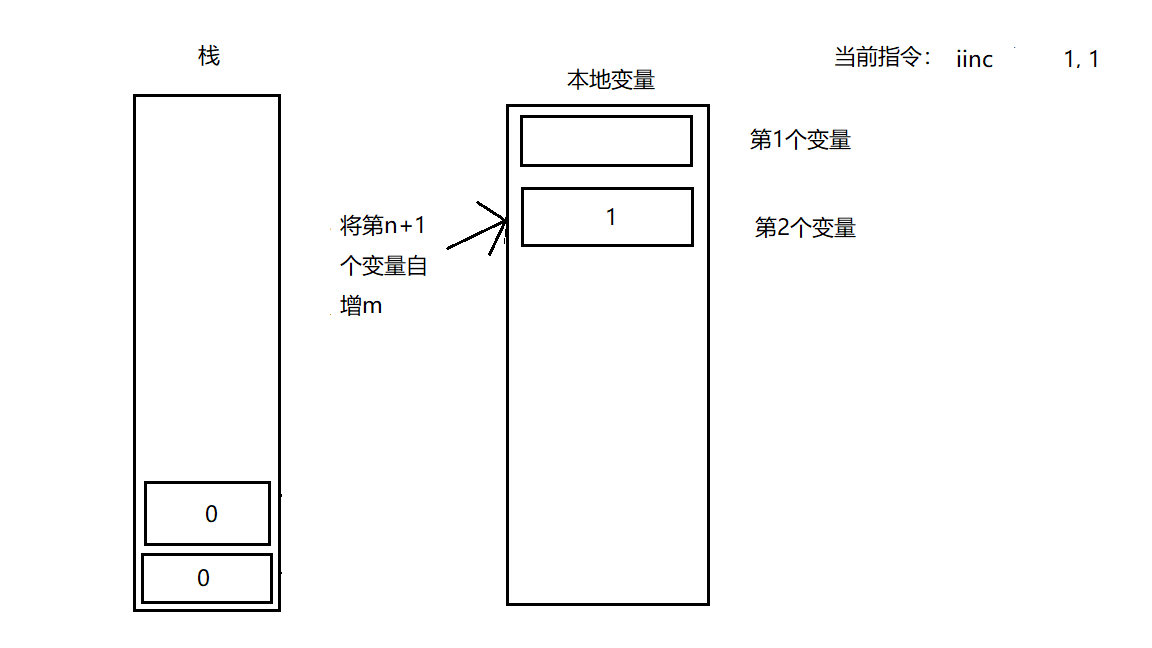 栈
本地变量
当前指令： iinc 1, 1
第1个变量
1
第2个变量
将第n+1
个变量自
增m
0
0